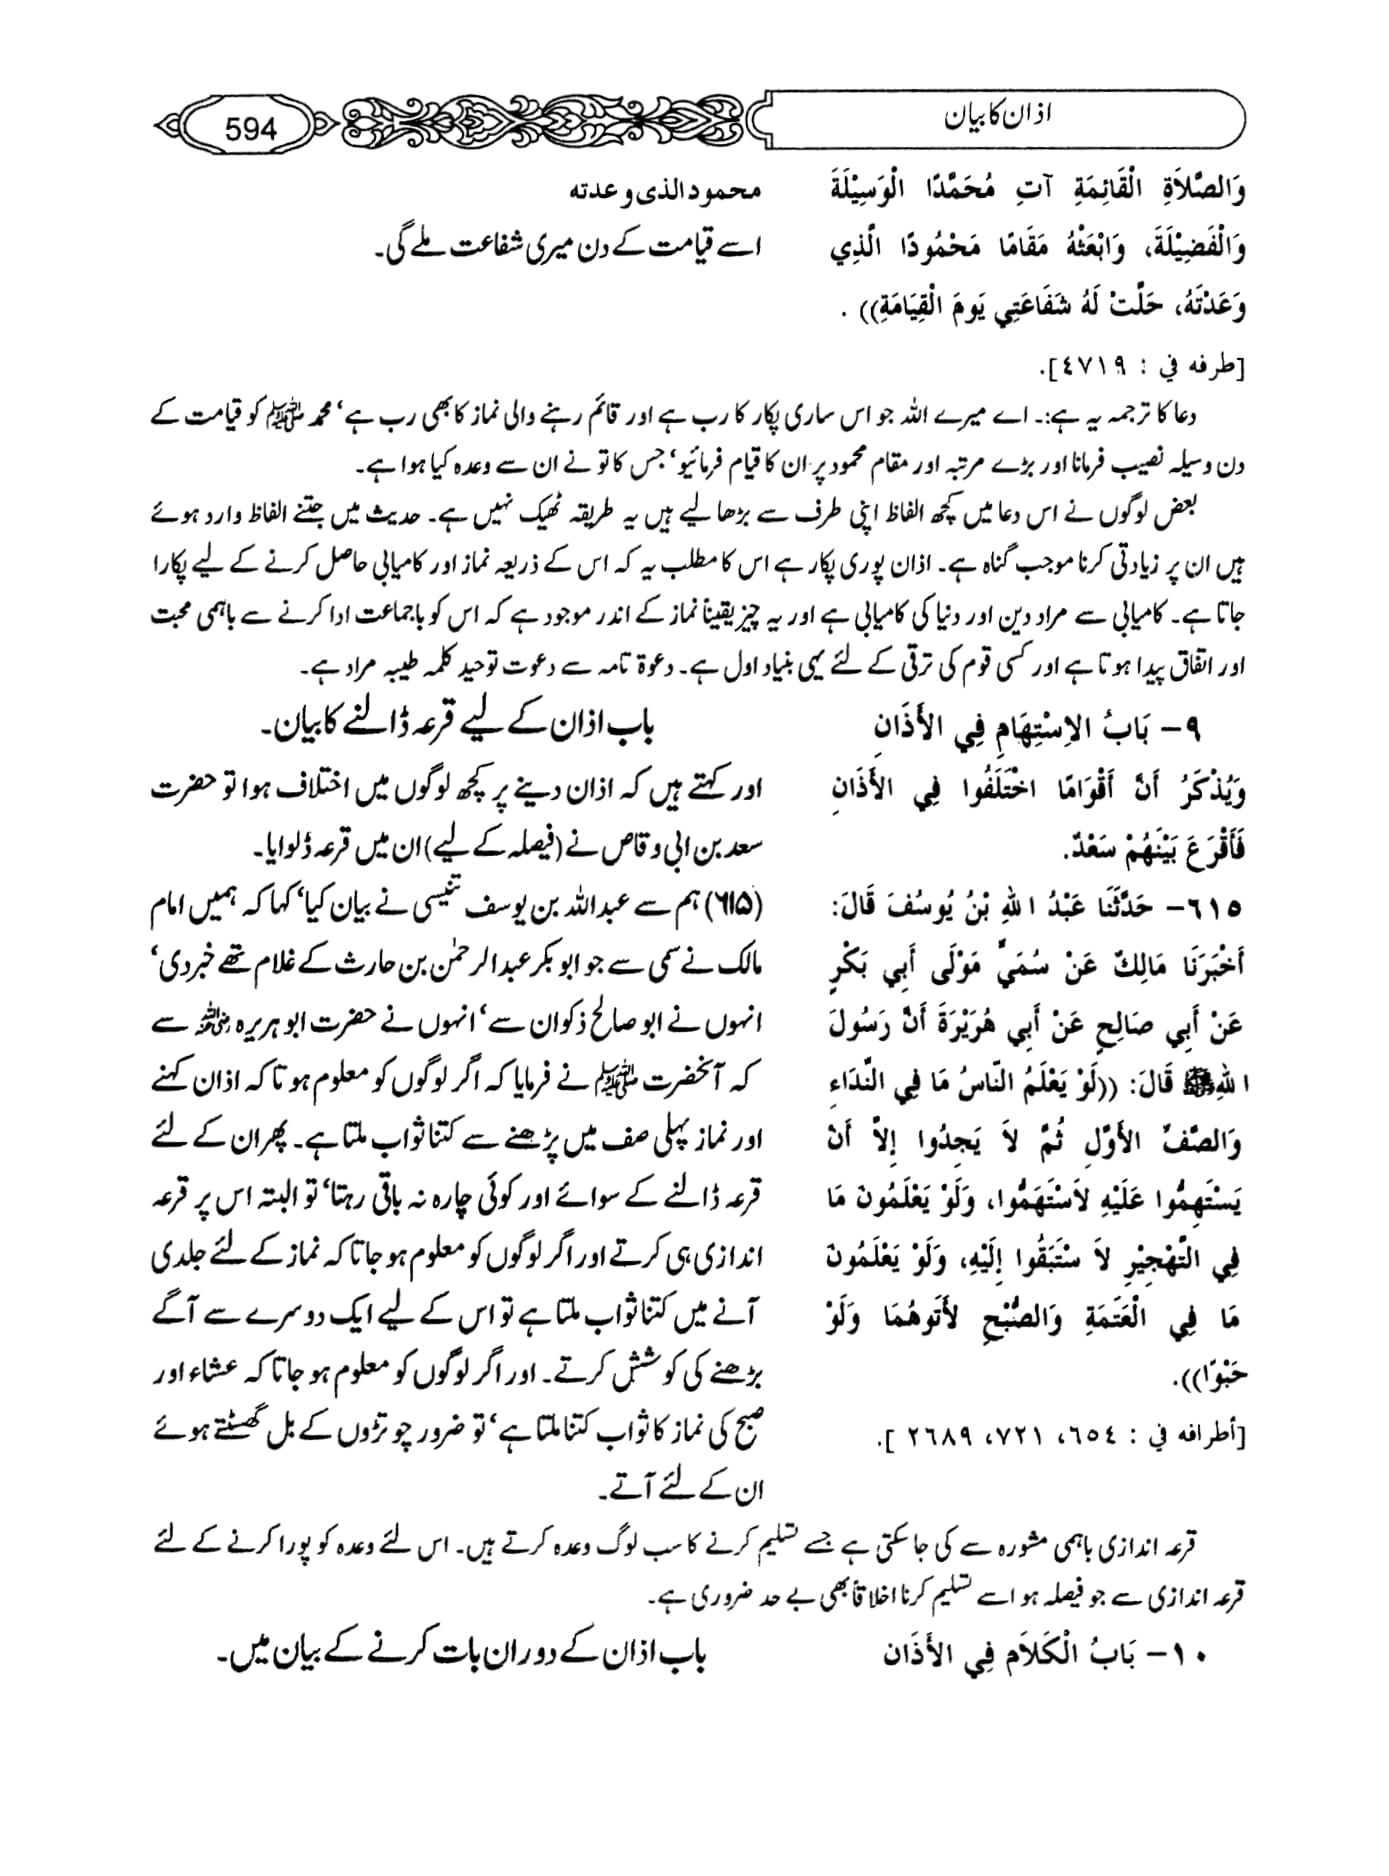 اذان کا بیان
594
وَالصَّلاَةِ الْقَائِمَةِ آتِ مُحَمَّدًا الْوَسِيْلَةَ
وَالْفَضِيْلَةَ، وَابْعَثْهُ مَقَامًا مَحْمُودًا الَّذِي
وَعَدْتَهُ، حَلَّتْ لَهُ شَفَاعَتِي يَومَ الْقِيَامَةِ)) .
[طرفه في : ٤٧١٩].
محمود الذی وعدته
اسے قیامت کے دن میری شفاعت ملے گی۔
دعا کا ترجمہ یہ ہے:۔ اے میرے اللہ جو اس ساری پکار کا رب ہے اور قائم رہنے والی نماز کا بھی رب ہے‘ محمد ﷺ کو قیامت کے
دن وسیلہ نصیب فرمانا اور بڑے مرتبہ اور مقام محمود پر ان کا قیام فرمائیو‘ جس کا تو نے ان سے وعدہ کیا ہوا ہے۔
بعض لوگوں نے اس دعا میں کچھ الفاظ اپنی طرف سے بڑھا لیے ہیں یہ طریقہ ٹھیک نہیں ہے۔ حدیث میں جتنے الفاظ وارد ہوئے
ہیں ان پر زیادتی کرنا موجب گناہ ہے۔ اذان پوری پکار ہے اس کا مطلب یہ کہ اس کے ذریعہ نماز اور کامیابی حاصل کرنے کے لیے پکارا
جاتا ہے۔ کامیابی سے مراد دین اور دنیا کی کامیابی ہے اور یہ چیز یقیناً نماز کے اندر موجود ہے کہ اس کو باجماعت ادا کرنے سے باہمی محبت
اور اتفاق پیدا ہوتا ہے اور کسی قوم کی ترقی کے لئے یہی بنیاد اول ہے۔ دعوۃ تامہ سے دعوت توحید کلمہ طیبہ مراد ہے۔
٩- بَابُ الاِسْتِهَامِ فِي الأَذَانِ
وَيُذْكَرُ أَنَّ أَقْوَامًا اخْتَلَفُوا فِي الأَذَانِ
فَأَقْرَعَ بَيْنَهُمْ سَعْدٌ.
٦١٥- حَدَّثَنَا عَبْدُ اللهِ بْنُ يُوسُفَ قَالَ:
أَخْبَرَنَا مَالِكٌ عَنْ سُمَيٍّ مَوْلَى أَبِي بَكْرٍ
عَنْ أَبِي صَالِحٍ عَنْ أَبِي هُرَيْرَةَ أَنَّ رَسُولَ
اللهِ ﷺ قَالَ: ((لَوْ يَعْلَمُ النَّاسُ مَا فِي النِّدَاءِ
وَالصَّفِّ الأَوَّلِ ثُمَّ لاَ يَجِدُوا إِلاَّ أَنْ
يَسْتَهِمُّوا عَلَيْهِ لاَسْتَهَمُّوا، وَلَوْ يَعْلَمُونَ مَا
فِي التَّهْجِيْرِ لاَ سْتَبَقُوا إِلَيْهِ، وَلَوْ يَعْلَمُونَ
مَا فِي الْعَتَمَةِ وَالصُّبْحِ لأَتَوهُمَا وَلَوْ
حَبْوًا)).
[أطرافه في : ٦٥٤، ٧٢١، ٢٦٨٩ ].
باب اذان کے لیے قرعہ ڈالنے کا بیان۔
اور کہتے ہیں کہ اذان دینے پر کچھ لوگوں میں اختلاف ہوا تو حضرت
سعد بن ابی وقاص نے (فیصلہ کے لیے) ان میں قرعہ ڈلوایا۔
(۶۱۵) ہم سے عبداللہ بن یوسف تنیسی نے بیان کیا‘ کہا کہ ہمیں امام
مالک نے سمی سے جو ابو بکر عبدالرحمٰن بن حارث کے غلام تھے خبر دی‘
انہوں نے ابو صالح ذکوان سے‘ انہوں نے حضرت ابو ہریرہ رضی اللہ عنہ سے
کہ آنحضرت ﷺ نے فرمایا کہ اگر لوگوں کو معلوم ہوتا کہ اذان کہنے
اور نماز پہلی صف میں پڑھنے سے کتنا ثواب ملتا ہے۔ پھر ان کے لئے
قرعہ ڈالنے کے سوائے اور کوئی چارہ نہ باقی رہتا‘ تو البتہ اس پر قرعہ
اندازی ہی کرتے اور اگر لوگوں کو معلوم ہو جاتا کہ نماز کے لئے جلدی
آنے میں کتنا ثواب ملتا ہے تو اس کے لیے ایک دوسرے سے آگے
بڑھنے کی کوشش کرتے۔ اور اگر لوگوں کو معلوم ہو جاتا کہ عشاء اور
صبح کی نماز کا ثواب کتنا ملتا ہے‘ تو ضرور چوتڑوں کے بل گھسٹتے ہوئے
ان کے لئے آتے۔
قرعہ اندازی باہمی مشورہ سے کی جا سکتی ہے جسے تسلیم کرنے کا سب لوگ وعدہ کرتے ہیں۔ اس لئے وعدہ کو پورا کرنے کے لئے
قرعہ اندازی سے جو فیصلہ ہو اسے تسلیم کرنا اخلاقاً بھی بے حد ضروری ہے۔
١٠- بَابُ الْكَلاَمِ فِي الأَذَانِ
باب اذان کے دوران بات کرنے کے بیان میں۔